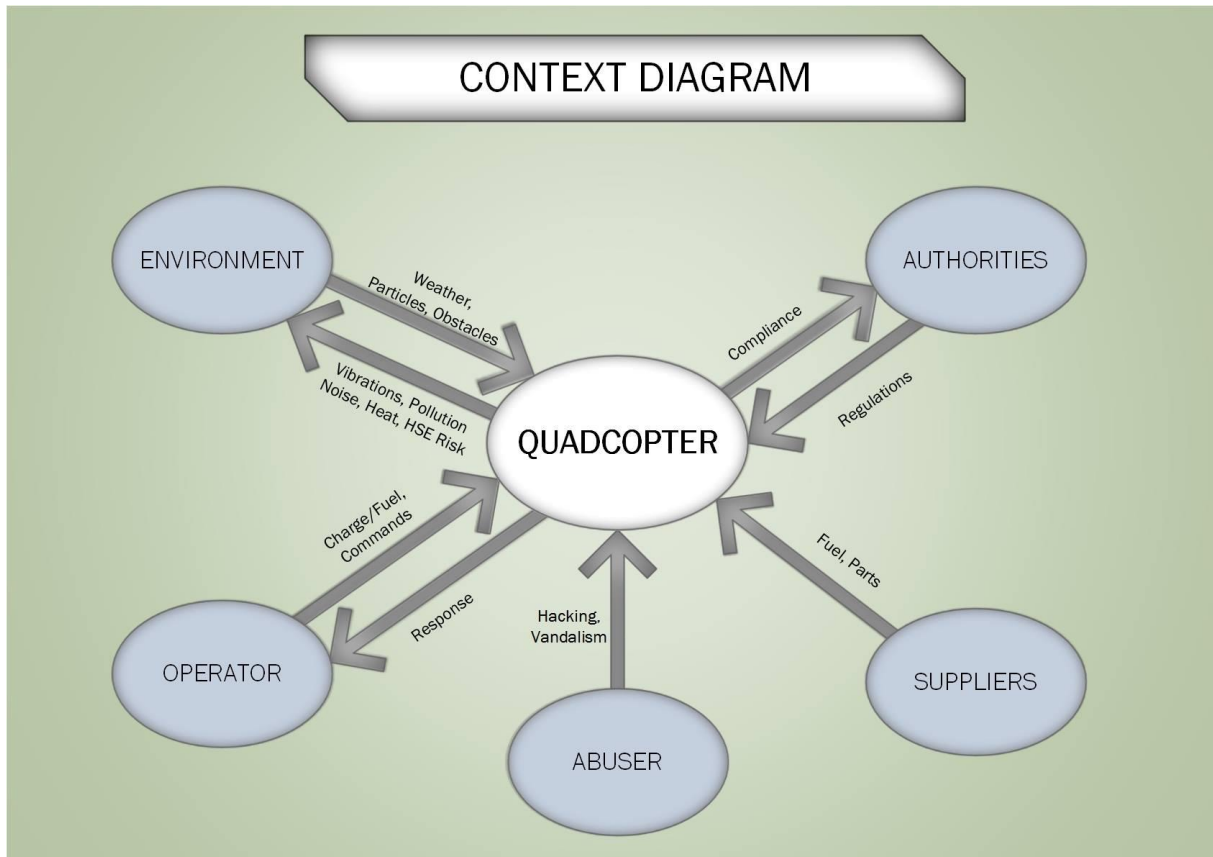 CONTEXT DIAGRAM
ENVIRONMENT
AUTHORITIES
Weather,
Particles, Obstacles
Compliance
Vibrations, Pollution
Noise, Heat, HSE Risk
Regulations
QUADCOPTER
Charge/Fuel,
Commands
Fuel, Parts
Response
Hacking,
Vandalism
OPERATOR
SUPPLIERS
ABUSER